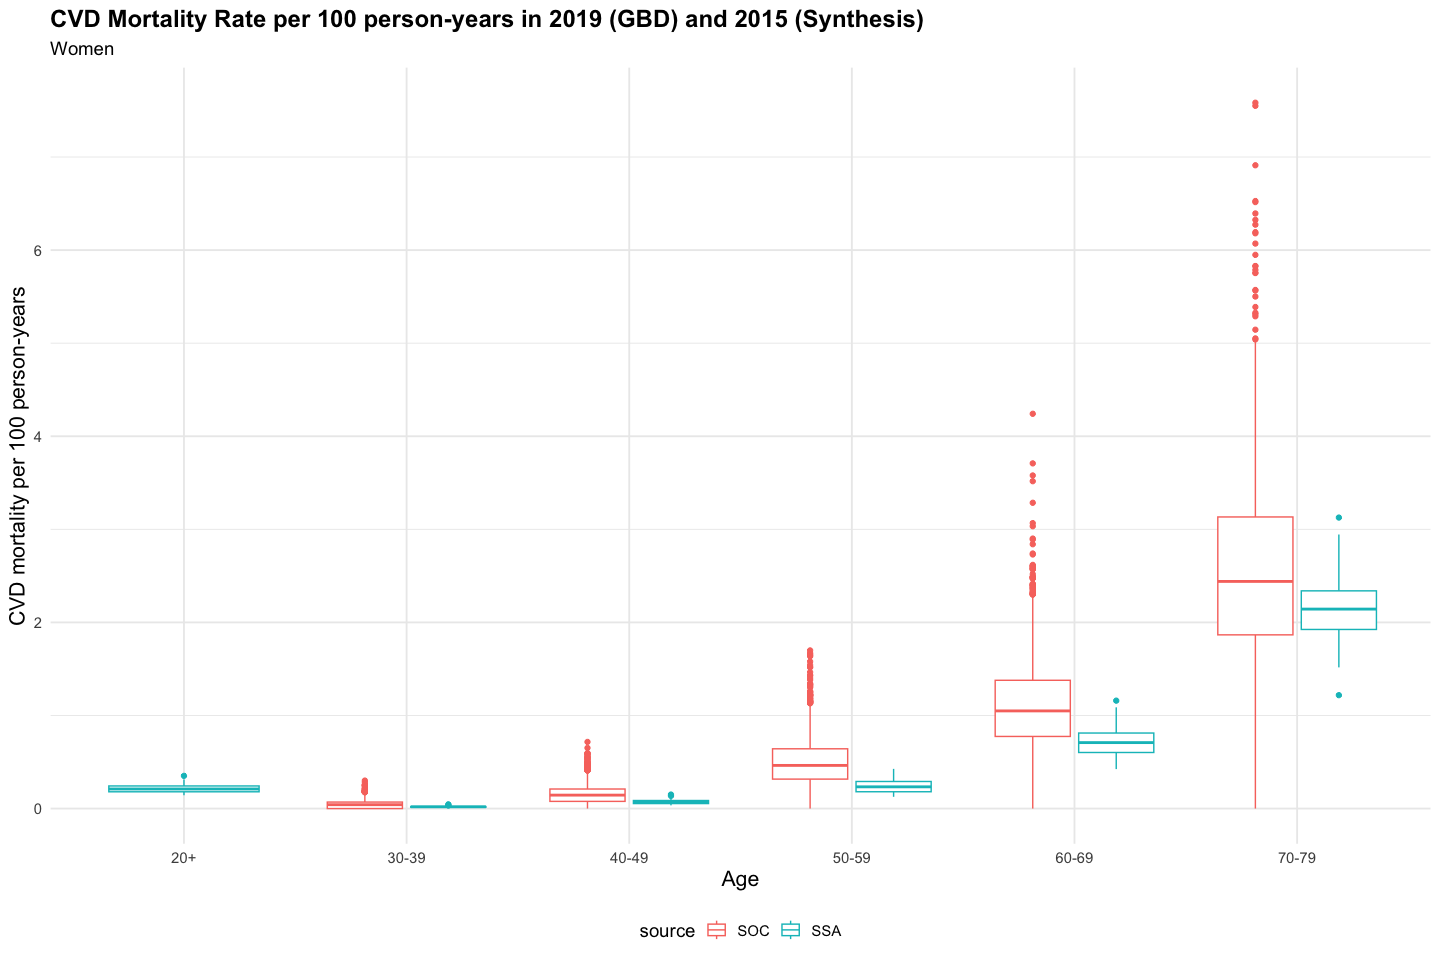 CVD Mortality Rate per 100 person-years in 2019 (GBD) and 2015 (Synthesis)
Women
CVD mortality per 100 person-years
6
4
2
0
20+ 30-39 40-49 50-59 60-69 70-79
Age
source SOC SSA